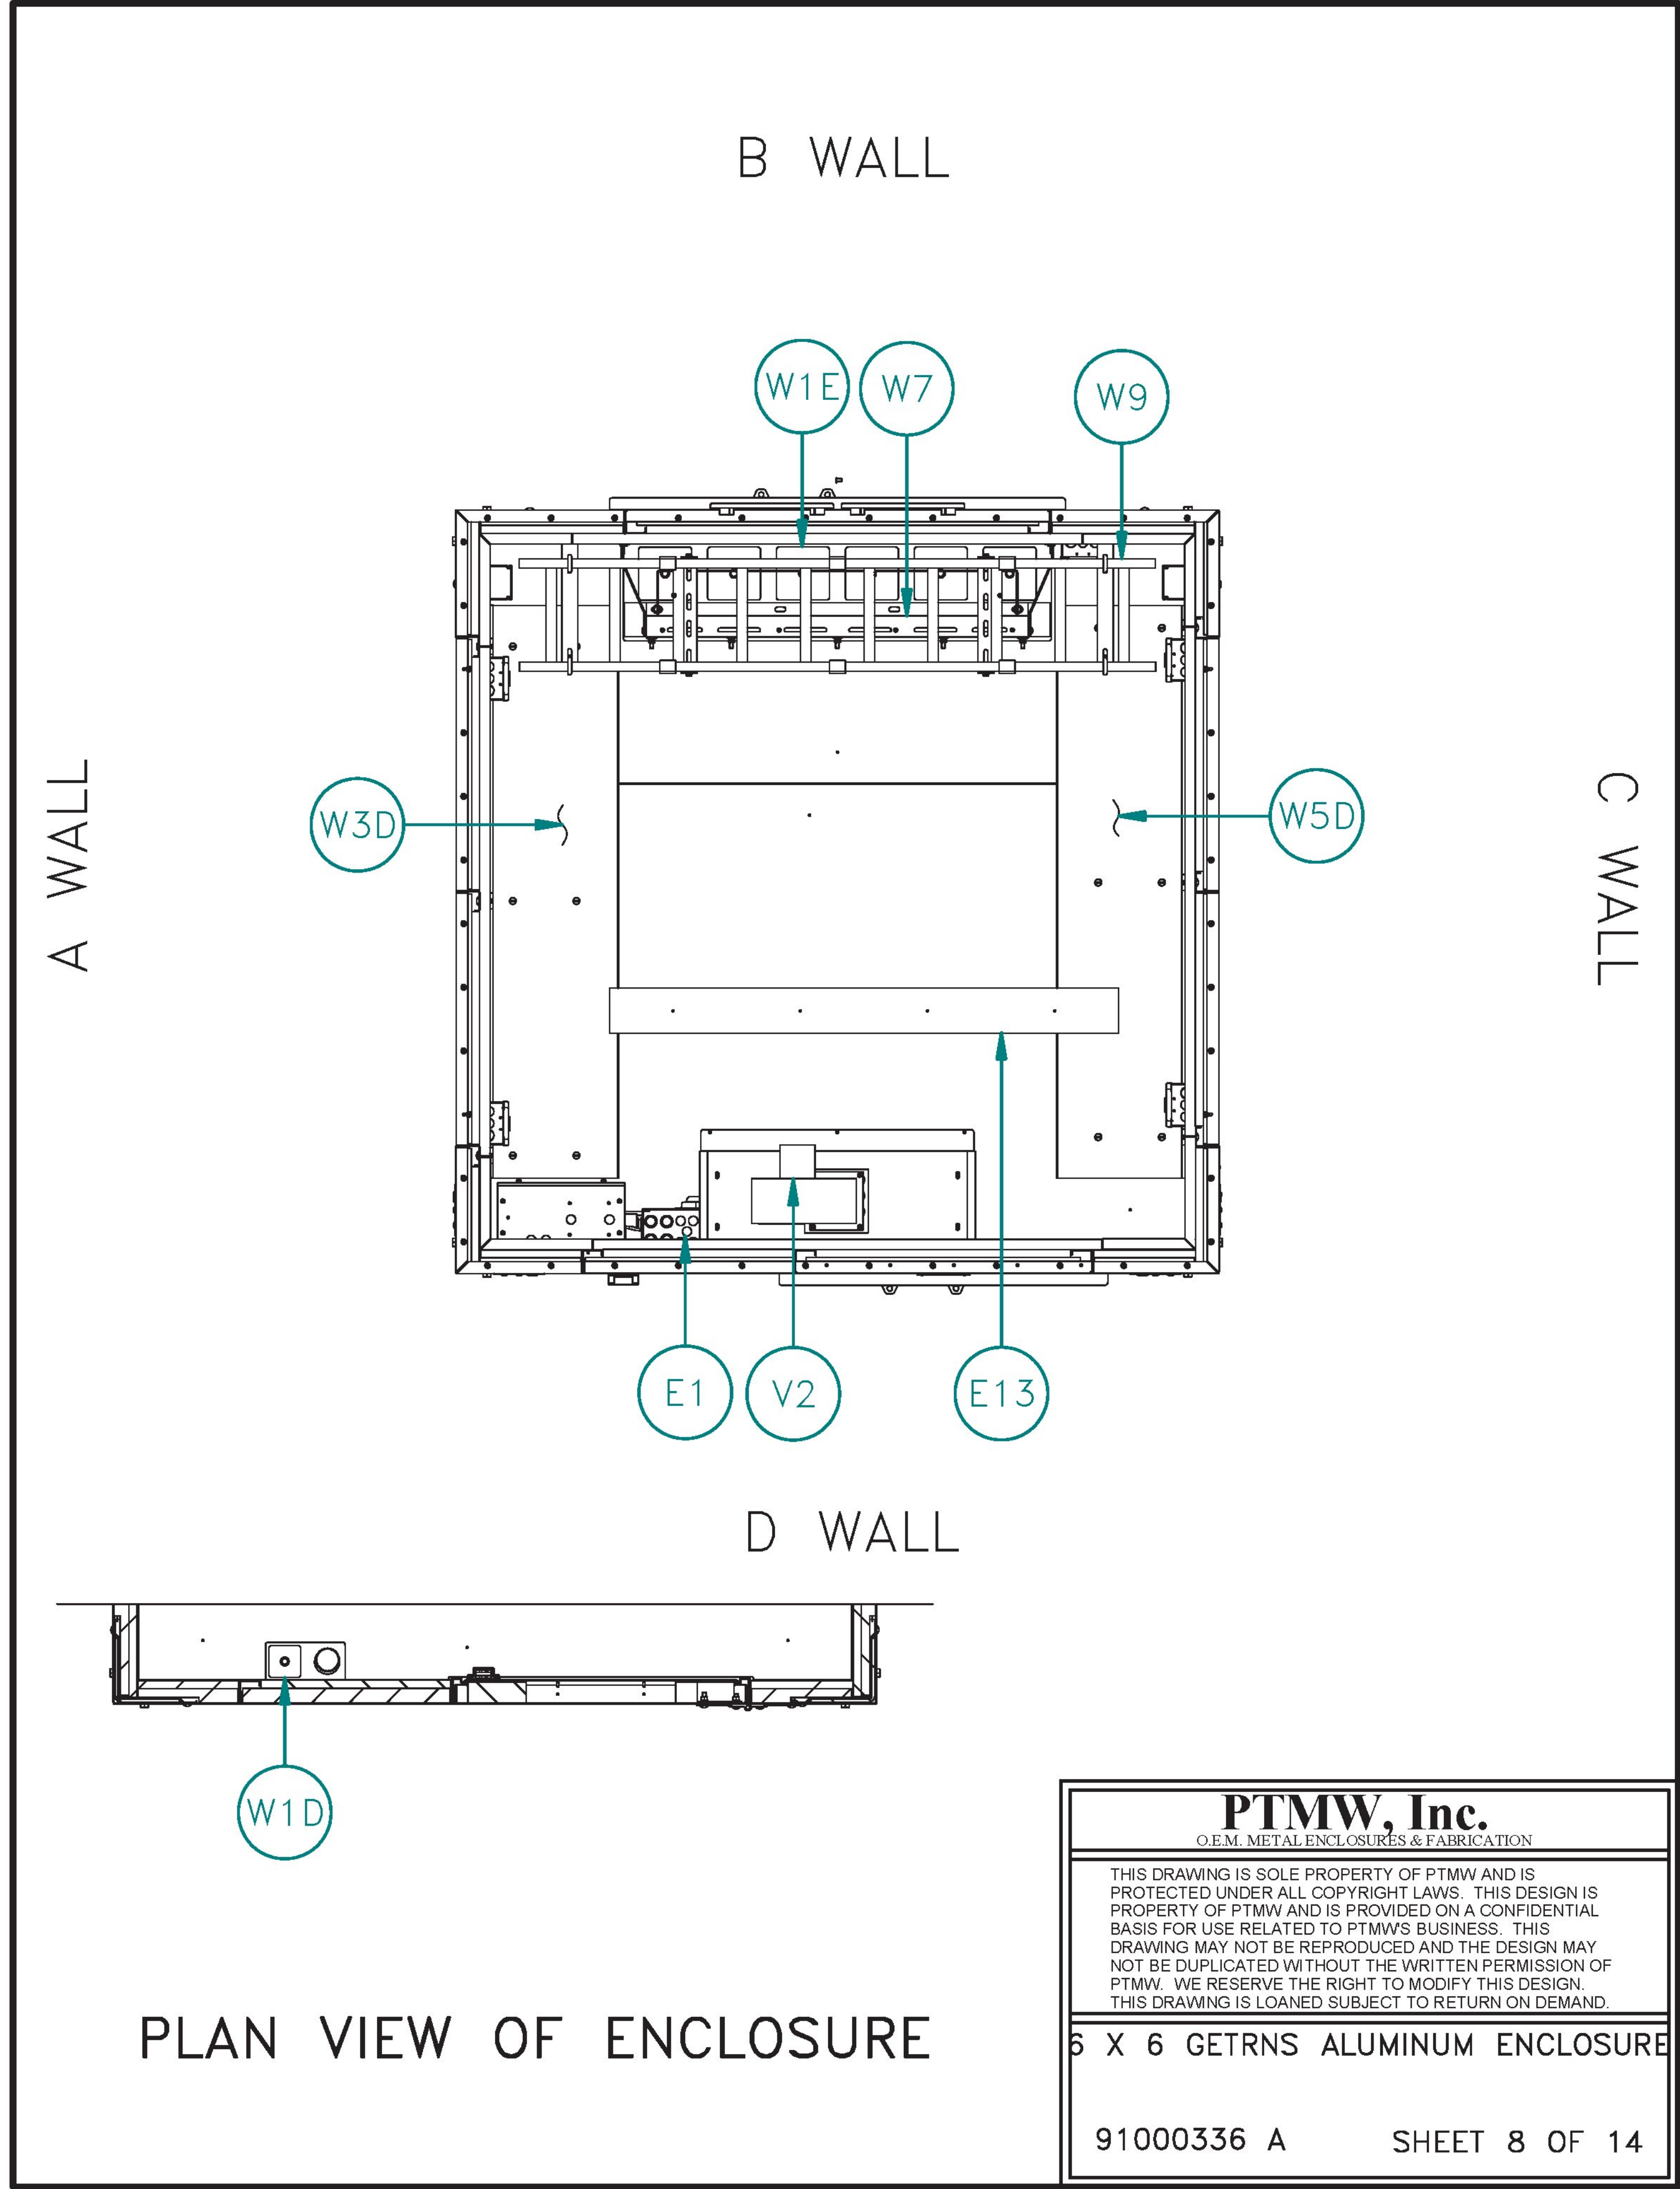 B WALL
W1E
W7
W9
A WALL
W3D
W5D
C WALL
E1
V2
E13
D WALL
W1D
PLAN VIEW OF ENCLOSURE
PTMW, Inc.
O.E.M. METAL ENCLOSURES & FABRICATION
THIS DRAWING IS SOLE PROPERTY OF PTMW AND IS
PROTECTED UNDER ALL COPYRIGHT LAWS. THIS DESIGN IS
PROPERTY OF PTMW AND IS PROVIDED ON A CONFIDENTIAL
BASIS FOR USE RELATED TO PTMW'S BUSINESS. THIS
DRAWING MAY NOT BE REPRODUCED AND THE DESIGN MAY
NOT BE DUPLICATED WITHOUT THE WRITTEN PERMISSION OF
PTMW. WE RESERVE THE RIGHT TO MODIFY THIS DESIGN.
THIS DRAWING IS LOANED SUBJECT TO RETURN ON DEMAND.
6 X 6 GETRNS ALUMINUM ENCLOSURE
91000336 A
SHEET 8 OF 14